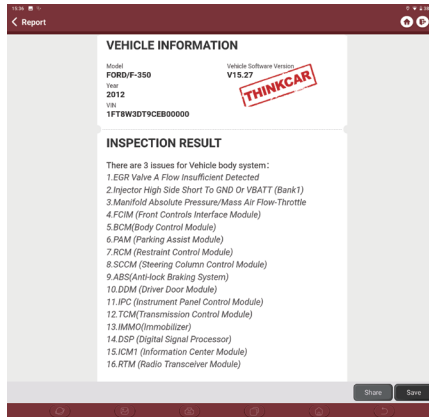 15:36
Report
VEHICLE INFORMATION
Model
FORD/F-350
Vehicle Software Version
V15.27
Year
2012
VIN
1FT8W3DT9CEB00000
THINKCAR
INSPECTION RESULT
There are 3 issues for Vehicle body system:
1.EGR Valve A Flow Insufficient Detected
2.Injector High Side Short To GND Or VBATT (Bank1)
3.Manifold Absolute Pressure/Mass Air Flow-Throttle
4.FCIM (Front Controls Interface Module)
5.BCM(Body Control Module)
6.PAM (Parking Assist Module)
7.RCM (Restraint Control Module)
8.SCCM (Steering Column Control Module)
9.ABS(Anti-lock Braking System)
10.DDM (Driver Door Module)
11.IPC (Instrument Panel Control Module)
12.TCM(Transmission Control Module)
13.IMMO(Immobilizer)
14.DSP (Digital Signal Processor)
15.ICM1 (Information Center Module)
16.RTM (Radio Transceiver Module)
Share
Save